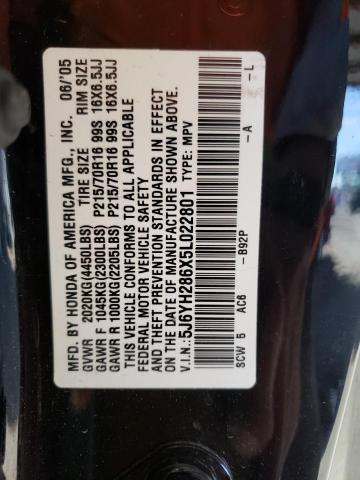 MFD. BY HONDA OF AMERICA MFG., INC. 06/'05
GVWR 2020KG(4450LBS) TIRE SIZE RIM SIZE
GAWR F 1045KG(2300LBS) P215/70R16 99S 16X6.5JJ
GAWR R 1000KG(2205LBS) P215/70R16 99S 16X6.5JJ
THIS VEHICLE CONFORMS TO ALL APPLICABLE
FEDERAL MOTOR VEHICLE SAFETY
AND THEFT PREVENTION STANDARDS IN EFFECT
ON THE DATE OF MANUFACTURE SHOWN ABOVE.
V.I.N.:5J6YH286X5L022801 TYPE: MPV
SCW 5 AC6 -B92P -A -L